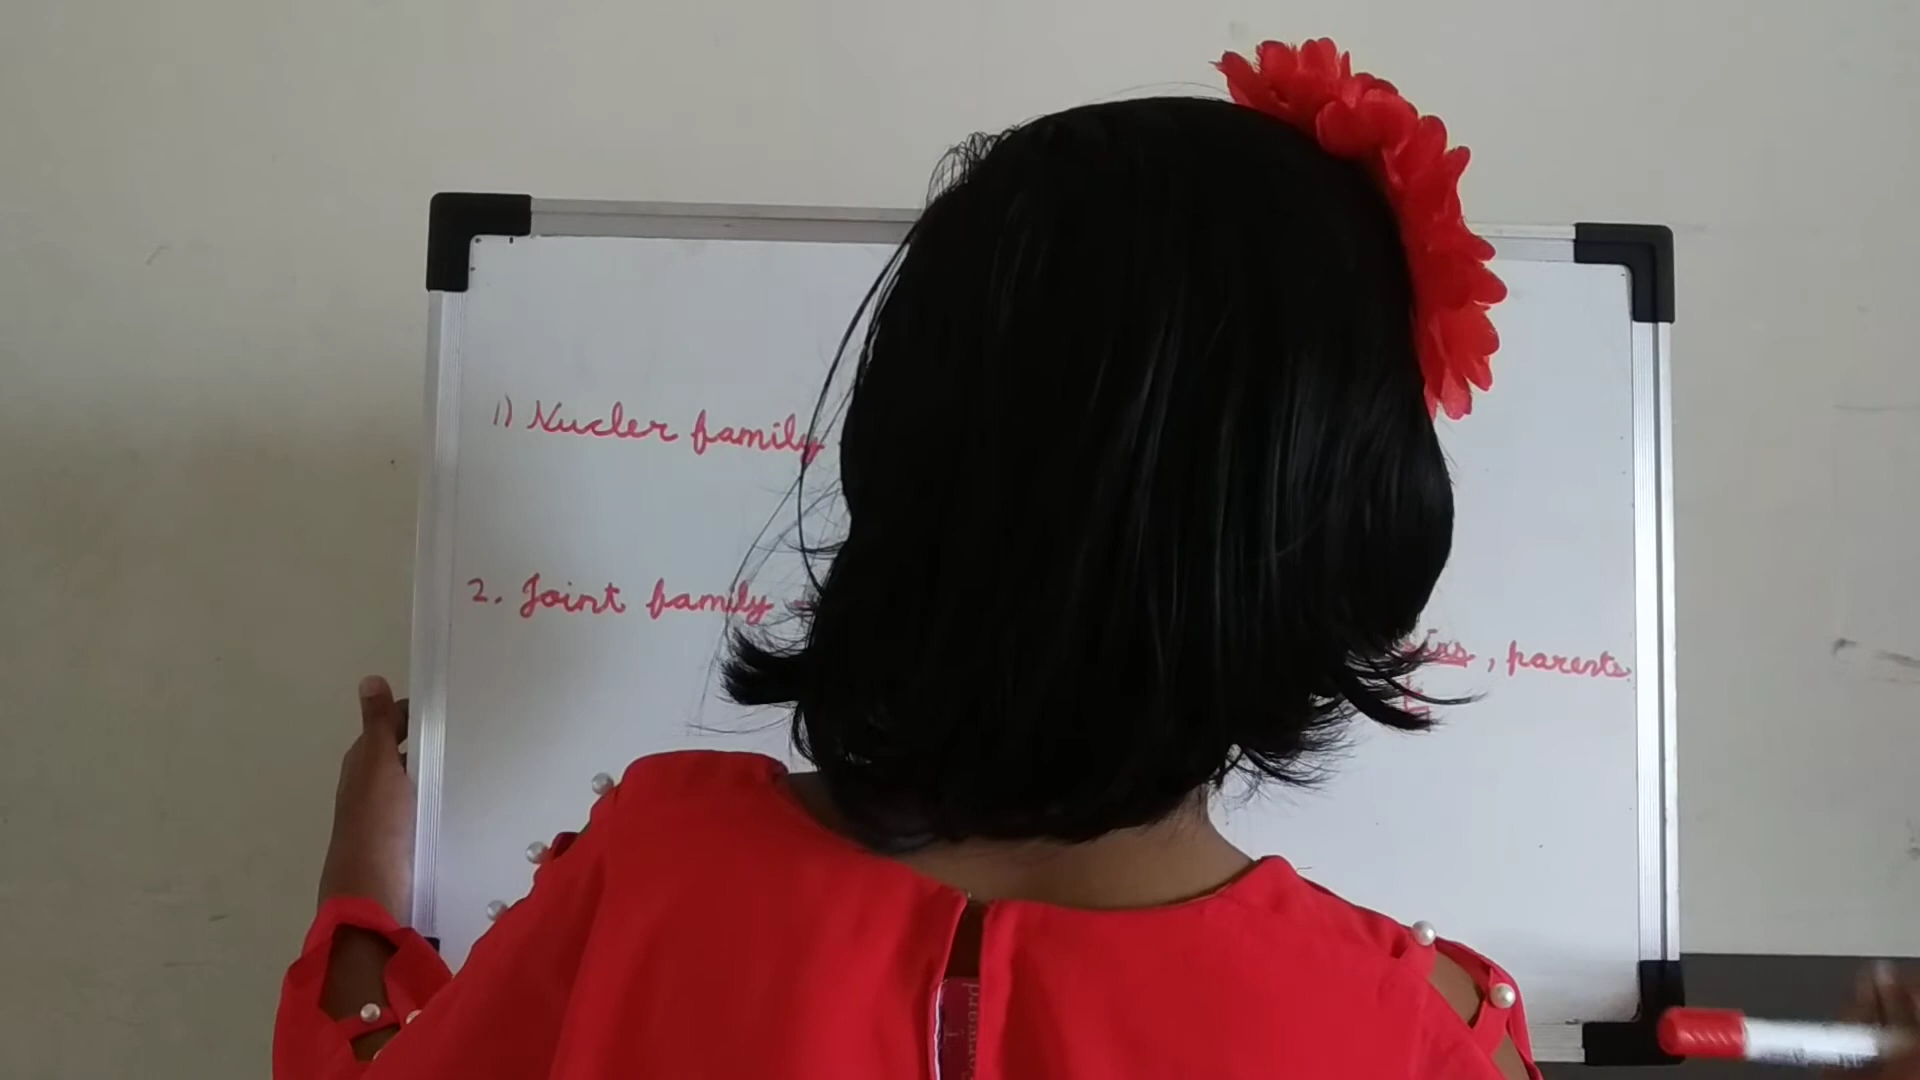 1) Nucler family
2. Joint family -
, parents